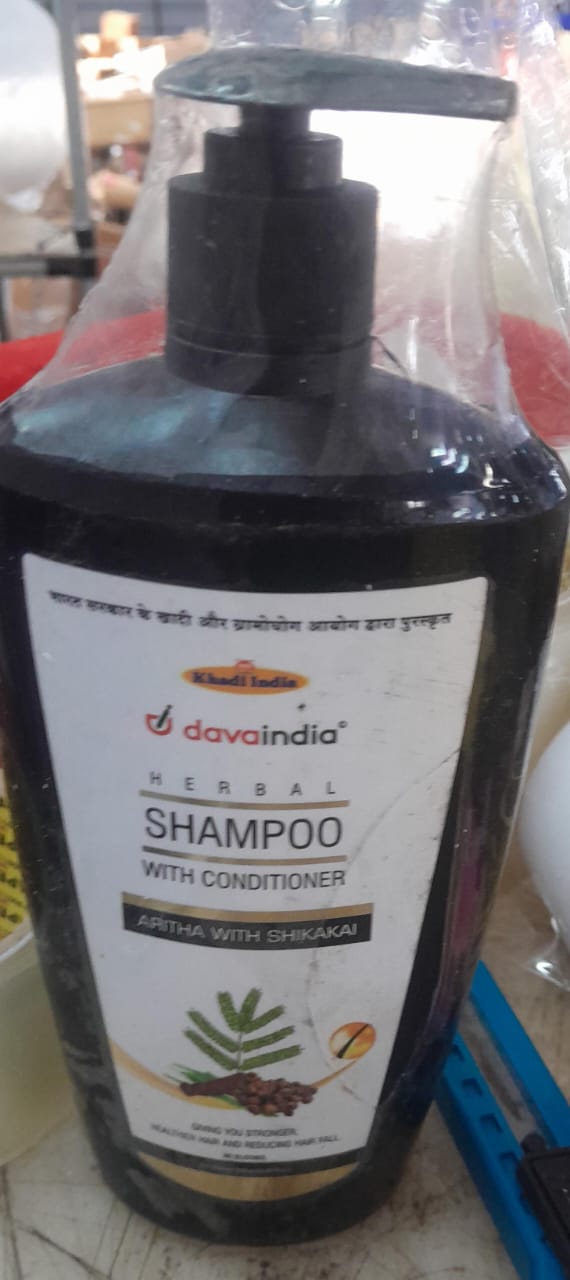 भारत सरकार के खादी और ग्रामोद्योग आयोग द्वारा पुरस्कृत
Khadi India
davaindia®
HERBAL
SHAMPOO
WITH CONDITIONER
ARITHA WITH SHIKAKAI
GIVING YOU STRONGER,
HEALTHIER HAIR AND REDUCING HAIR FALL.